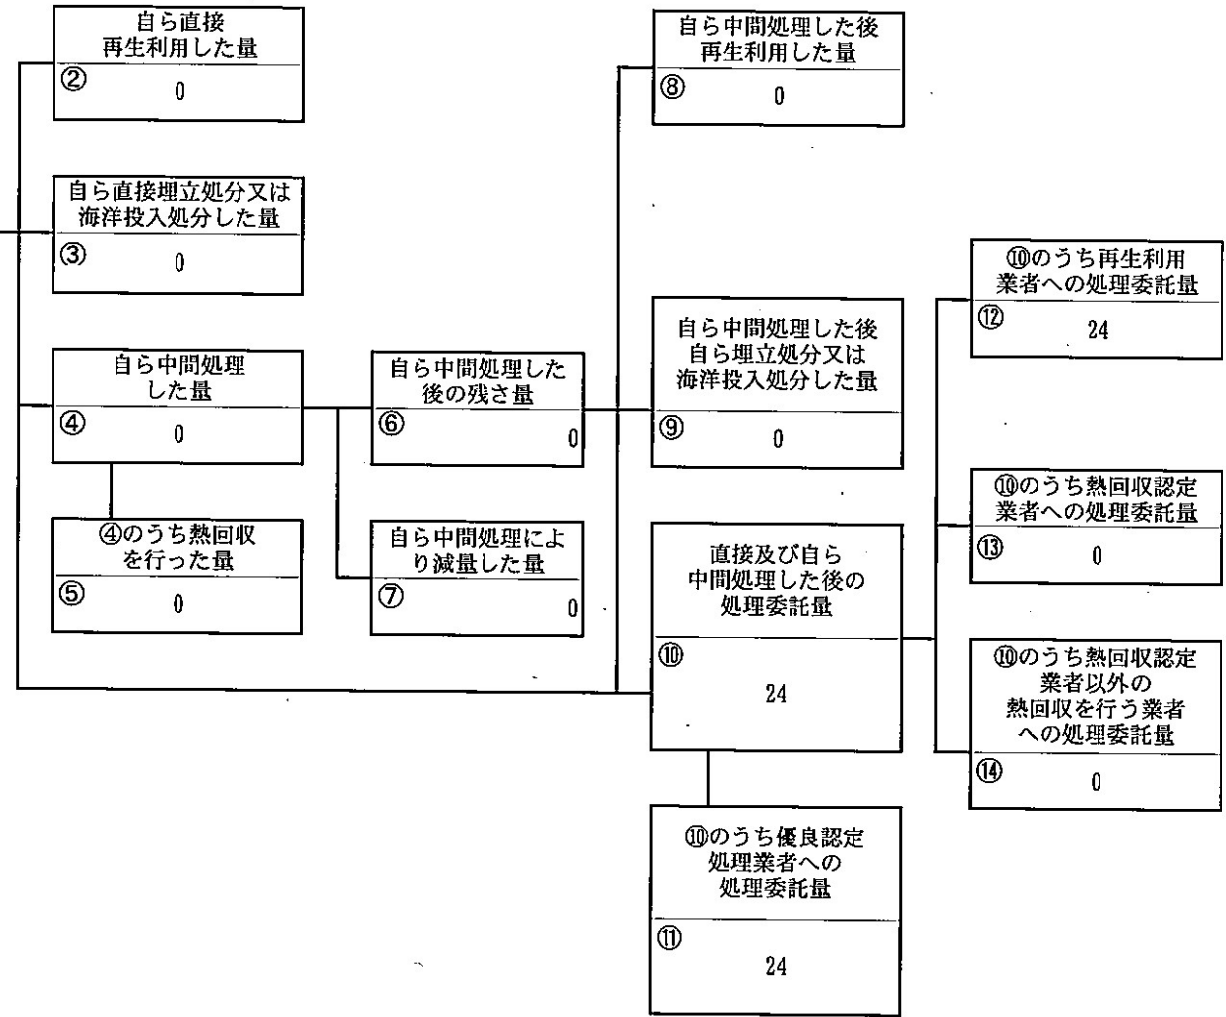 自ら直接
再生利用した量
②
0
自ら直接埋立処分又は
海洋投入処分した量
③
0
自ら中間処理
した量
④
0
④のうち熱回収
を行った量
⑤
0
自ら中間処理した
後の残さ量
⑥
0
自ら中間処理によ
り減量した量
⑦
0
自ら中間処理した後
再生利用した量
⑧
0
自ら中間処理した後
自ら埋立処分又は
海洋投入処分した量
⑨
0
直接及び自ら
中間処理した後の
処理委託量
⑩
24
⑩のうち優良認定
処理業者への
処理委託量
⑪
24
⑩のうち再生利用
業者への処理委託量
⑫
24
⑩のうち熱回収認定
業者への処理委託量
⑬
0
⑩のうち熱回収認定
業者以外の
熱回収を行う業者
への処理委託量
⑭
0